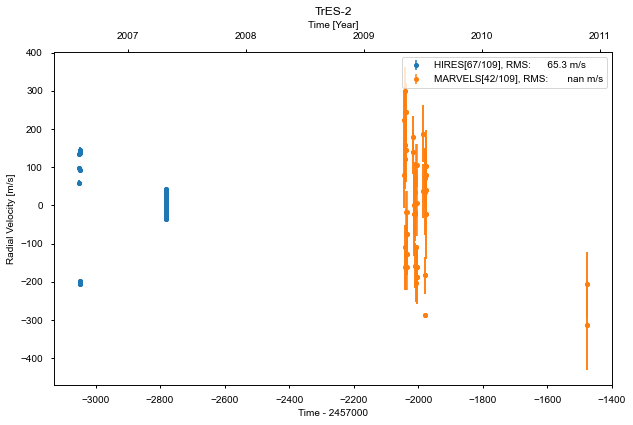 TrES-2
Time [Year]
2007 2008 2009 2010 2011
HIRES[67/109], RMS: 65.3 m/s
MARVELS[42/109], RMS: nan m/s
Radial Velocity [m/s]
400
300
200
100
0
−100
−200
−300
−400
−3000 −2800 −2600 −2400 −2200 −2000 −1800 −1600 −1400
Time - 2457000